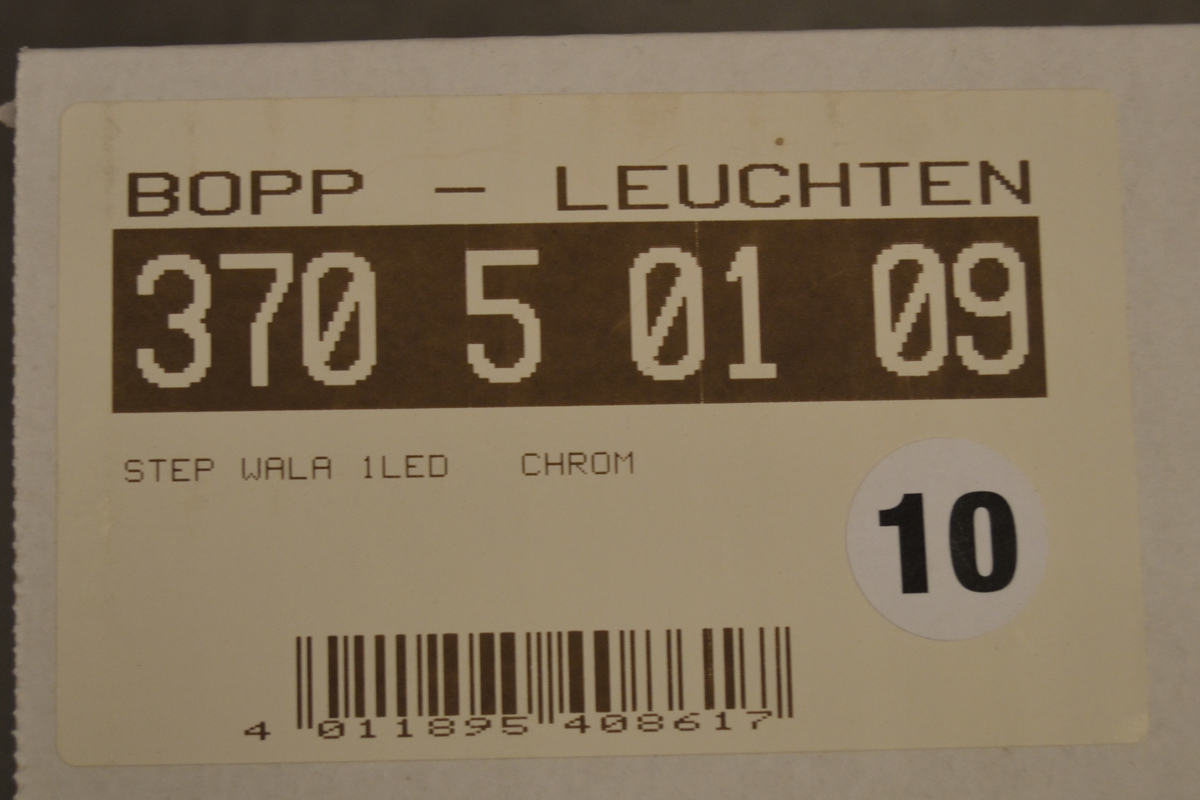 BOPP - LEUCHTEN
370 5 01 09
STEP WALA 1LED CHROM
10
4 011895 408617